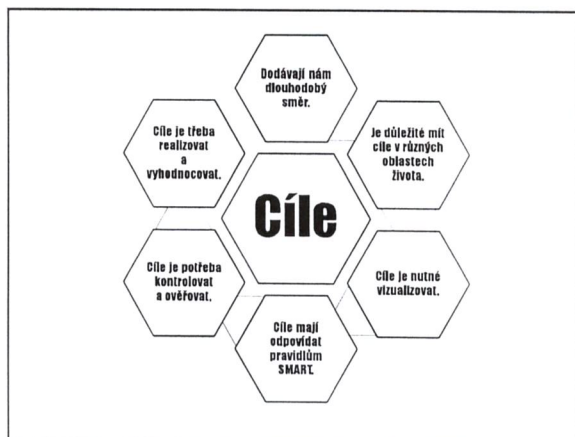 Dodávají nám
dlouhodobý
směr.
Je důležité mít
cíle v různých
oblastech
života.
Cíle je nutné
vizualizovat.
Cíle mají
odpovídat
pravidlům
SMART.
Cíle je potřeba
kontrolovat
a ověřovat.
Cíle je třeba
realizovat
a
vyhodnocovat.
Cíle